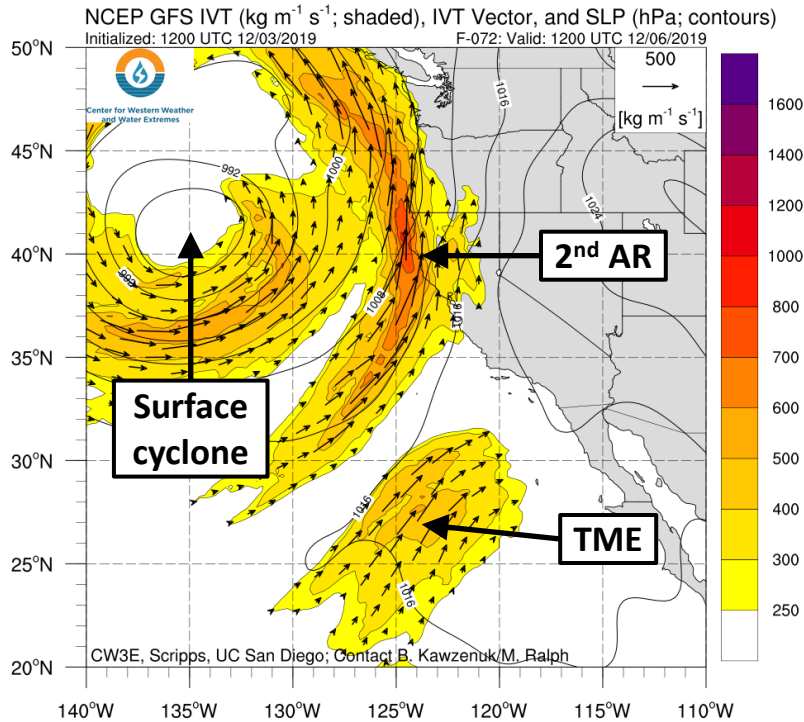 NCEP GFS IVT (kg m⁻¹ s⁻¹; shaded), IVT Vector, and SLP (hPa; contours)
Initialized: 1200 UTC 12/03/2019 F-072: Valid: 1200 UTC 12/06/2019
50°N
45°N
40°N
35°N
30°N
25°N
20°N
Center for Western Weather
and Water Extremes
500
[kg m⁻¹ s⁻¹]
1016
992
1000
1024
992
1008
1016
1016
1016
2nd AR
Surface
cyclone
TME
CW3E, Scripps, UC San Diego; Contact B. Kawzenuk/M. Ralph
140°W 135°W 130°W 125°W 120°W 115°W 110°W
1600
1400
1200
1000
800
700
600
500
400
300
250